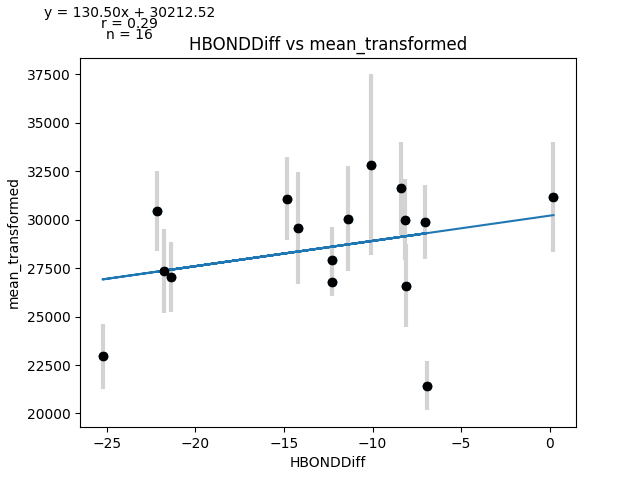 y = 130.50x + 30212.52
r = 0.29
n = 16
HBONDDiff vs mean_transformed
37500
35000
32500
30000
27500
25000
22500
20000
mean_transformed
−25
−20
−15
−10
−5
0
HBONDDiff